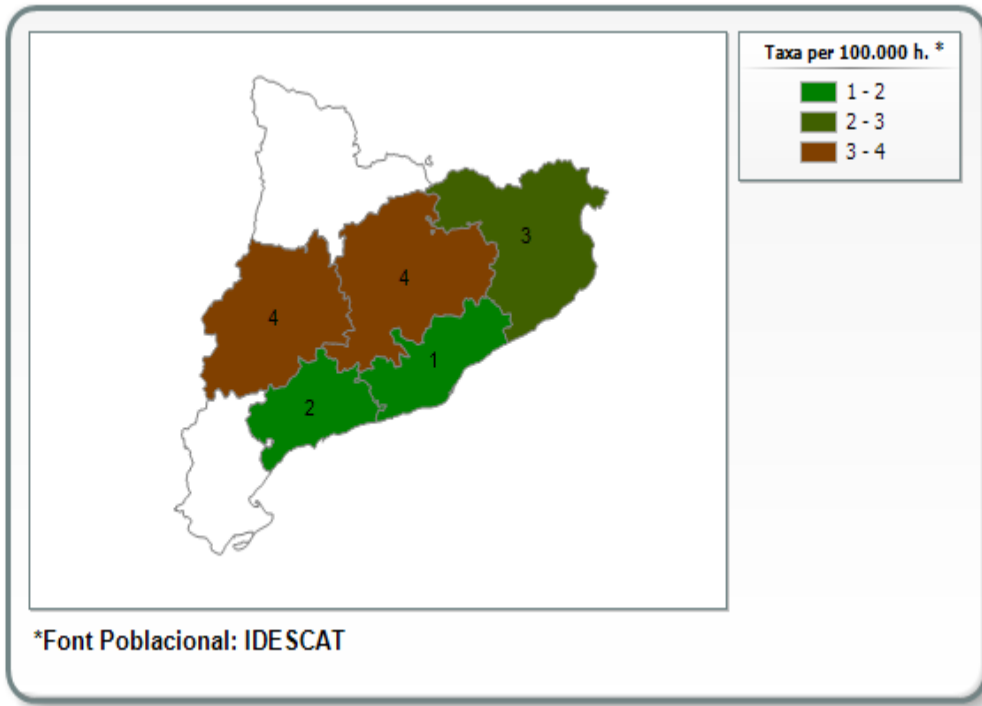 Taxa per 100.000 h. *
1 - 2
2 - 3
3 - 4
3
4
4
1
2
*Font Poblacional: IDESCAT